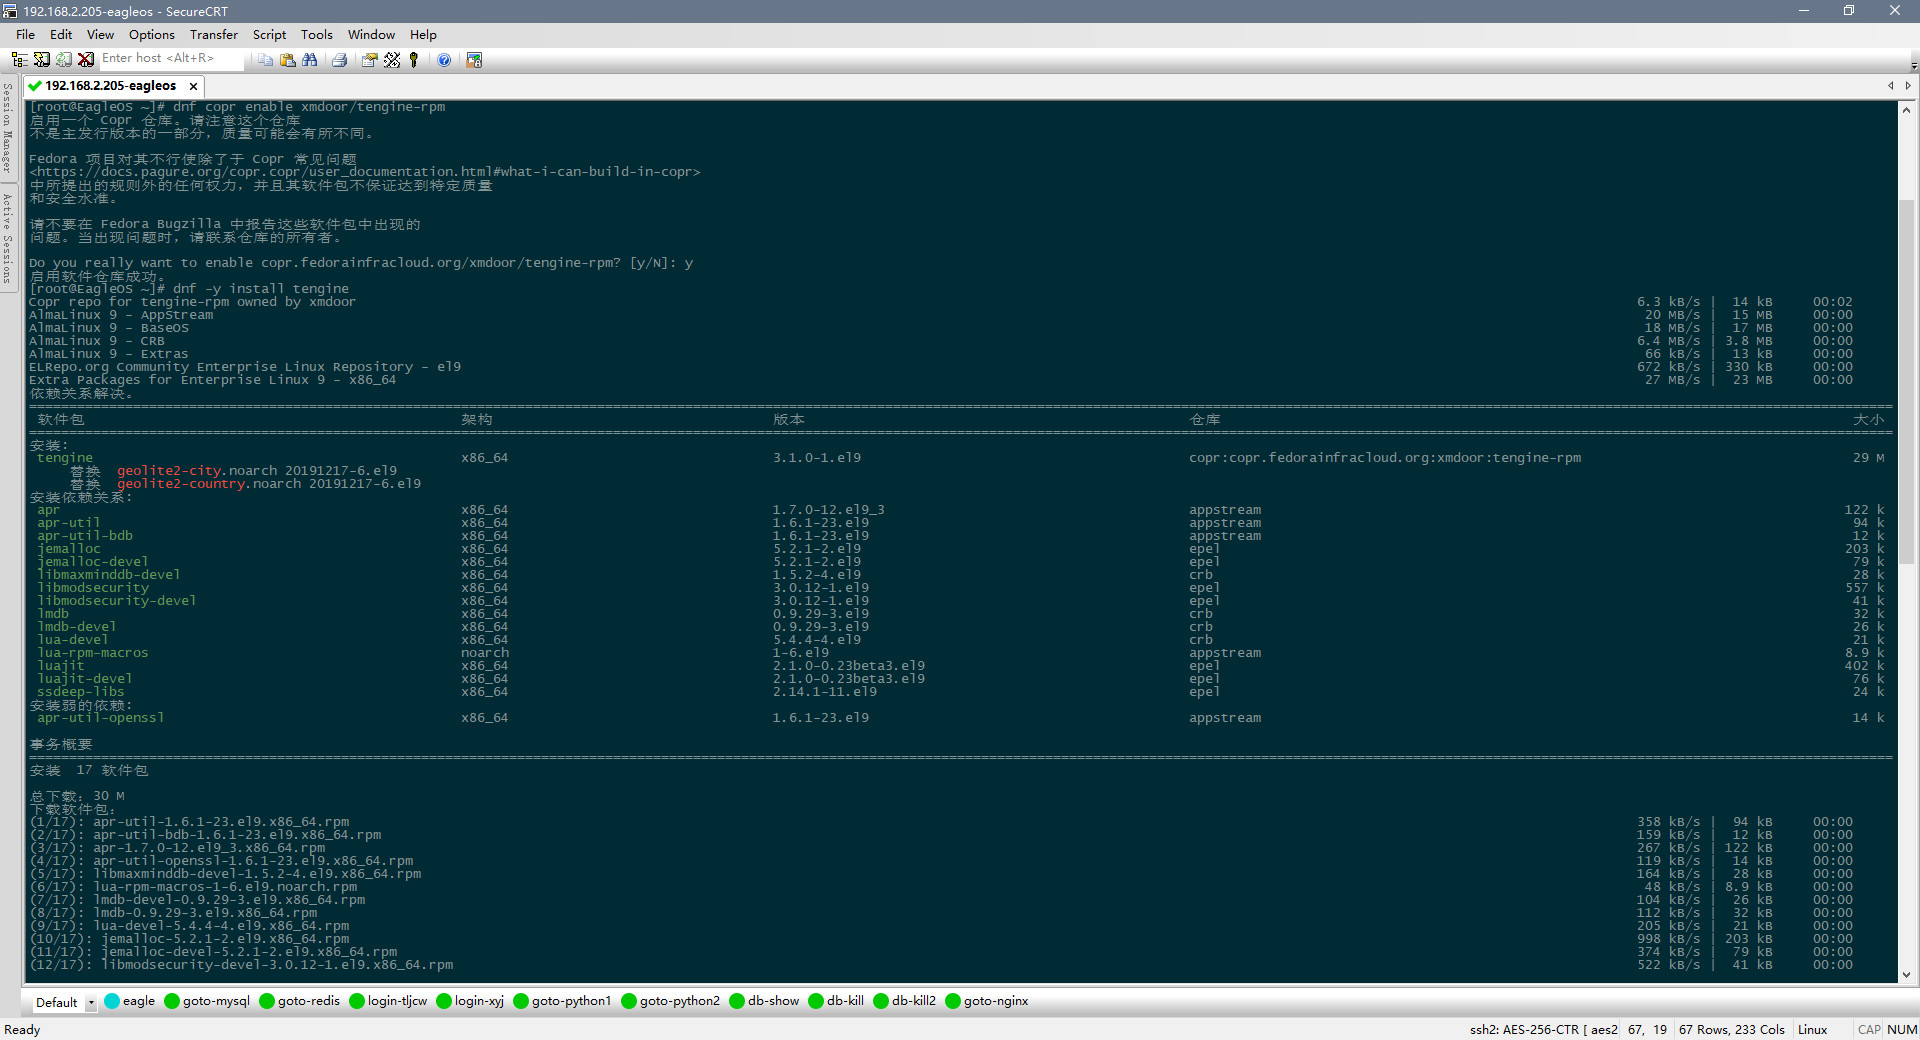 192.168.2.205-eagleos - SecureCRT
File Edit View Options Transfer Script Tools Window Help
Enter host <Alt+R>
192.168.2.205-eagleos
Session Manager
Active Sessions
[root@EagleOS ~]# dnf copr enable xmdoor/tengine-rpm
启用一个 Copr 仓库。请注意这个仓库
不是主发行版本的一部分，质量可能会有所不同。
Fedora 项目对其不行使除了于 Copr 常见问题
<https://docs.pagure.org/copr.copr/user_documentation.html#what-i-can-build-in-copr>
中所提出的规则外的任何权力，并且其软件包不保证达到特定质量
和安全水准。
请不要在 Fedora Bugzilla 中报告这些软件包中出现的
问题。当出现问题时，请联系仓库的所有者。
Do you really want to enable copr.fedorainfracloud.org/xmdoor/tengine-rpm? [y/N]: y
启用软件仓库成功。
[root@EagleOS ~]# dnf -y install tengine
Copr repo for tengine-rpm owned by xmdoor 6.3 kB/s | 14 kB 00:02
AlmaLinux 9 - AppStream 20 MB/s | 15 MB 00:00
AlmaLinux 9 - BaseOS 18 MB/s | 17 MB 00:00
AlmaLinux 9 - CRB 6.4 MB/s | 3.8 MB 00:00
AlmaLinux 9 - Extras 66 kB/s | 13 kB 00:00
ELRepo.org Community Enterprise Linux Repository - el9 672 kB/s | 330 kB 00:00
Extra Packages for Enterprise Linux 9 - x86_64 27 MB/s | 23 MB 00:00
依赖关系解决。
软件包 架构 版本 仓库 大小
安装:
tengine x86_64 3.1.0-1.el9 copr:copr.fedorainfracloud.org:xmdoor:tengine-rpm 29 M
替换 geolite2-city.noarch 20191217-6.el9
替换 geolite2-country.noarch 20191217-6.el9
安装依赖关系:
apr x86_64 1.7.0-12.el9_3 appstream 122 k
apr-util x86_64 1.6.1-23.el9 appstream 94 k
apr-util-bdb x86_64 1.6.1-23.el9 appstream 12 k
jemalloc x86_64 5.2.1-2.el9 epel 203 k
jemalloc-devel x86_64 5.2.1-2.el9 epel 79 k
libmaxminddb-devel x86_64 1.5.2-4.el9 crb 28 k
libmodsecurity x86_64 3.0.12-1.el9 epel 557 k
libmodsecurity-devel x86_64 3.0.12-1.el9 epel 41 k
lmdb x86_64 0.9.29-3.el9 crb 32 k
lmdb-devel x86_64 0.9.29-3.el9 crb 26 k
lua-devel x86_64 5.4.4-4.el9 crb 21 k
lua-rpm-macros noarch 1-6.el9 appstream 8.9 k
luajit x86_64 2.1.0-0.23beta3.el9 epel 402 k
luajit-devel x86_64 2.1.0-0.23beta3.el9 epel 76 k
ssdeep-libs x86_64 2.14.1-11.el9 epel 24 k
安装弱的依赖:
apr-util-openssl x86_64 1.6.1-23.el9 appstream 14 k
事务概要
安装 17 软件包
总下载：30 M
下载软件包：
(1/17): apr-util-1.6.1-23.el9.x86_64.rpm 358 kB/s | 94 kB 00:00
(2/17): apr-util-bdb-1.6.1-23.el9.x86_64.rpm 159 kB/s | 12 kB 00:00
(3/17): apr-1.7.0-12.el9_3.x86_64.rpm 267 kB/s | 122 kB 00:00
(4/17): apr-util-openssl-1.6.1-23.el9.x86_64.rpm 119 kB/s | 14 kB 00:00
(5/17): libmaxminddb-devel-1.5.2-4.el9.x86_64.rpm 164 kB/s | 28 kB 00:00
(6/17): lua-rpm-macros-1-6.el9.noarch.rpm 48 kB/s | 8.9 kB 00:00
(7/17): lmdb-devel-0.9.29-3.el9.x86_64.rpm 104 kB/s | 26 kB 00:00
(8/17): lmdb-0.9.29-3.el9.x86_64.rpm 112 kB/s | 32 kB 00:00
(9/17): lua-devel-5.4.4-4.el9.x86_64.rpm 205 kB/s | 21 kB 00:00
(10/17): jemalloc-5.2.1-2.el9.x86_64.rpm 998 kB/s | 203 kB 00:00
(11/17): jemalloc-devel-5.2.1-2.el9.x86_64.rpm 374 kB/s | 79 kB 00:00
(12/17): libmodsecurity-devel-3.0.12-1.el9.x86_64.rpm 522 kB/s | 41 kB 00:00
Default eagle goto-mysql goto-redis login-tljcw login-xyj goto-python1 goto-python2 db-show db-kill db-kill2 goto-nginx
Ready ssh2: AES-256-CTR [ aes2 67, 19 67 Rows, 233 Cols Linux CAP NUM